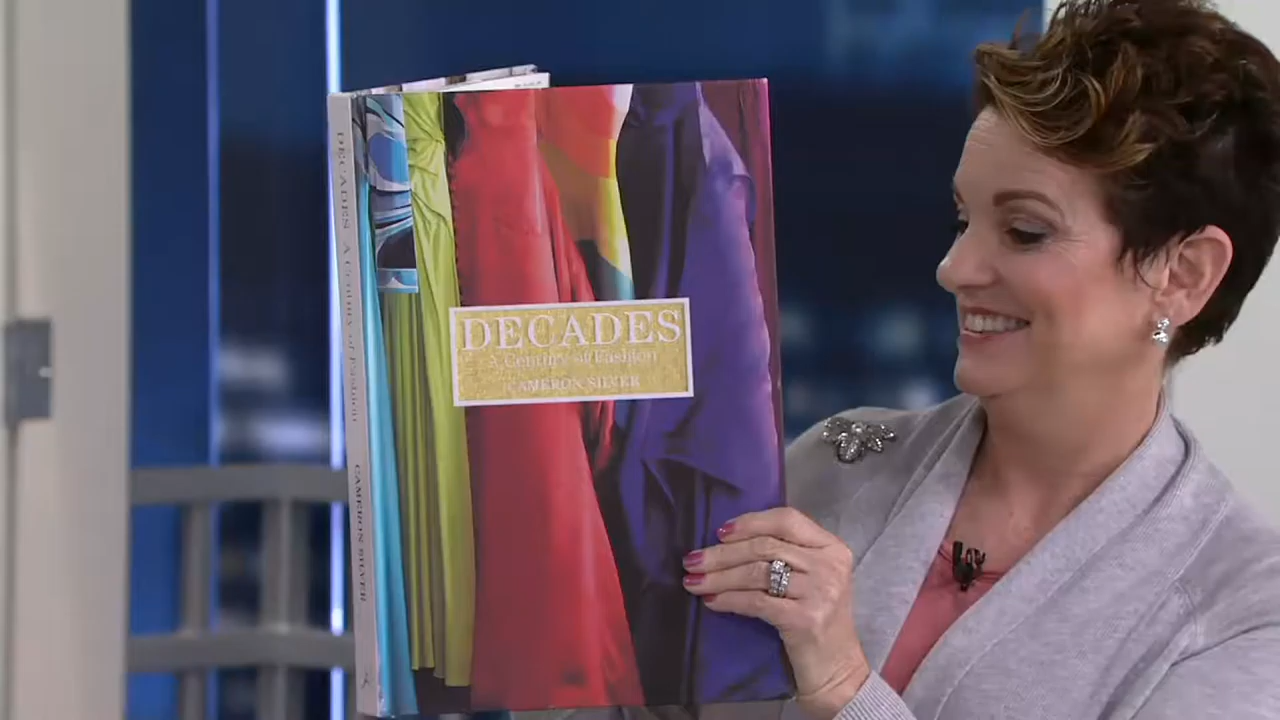 DECADES
A Century of Fashion
CAMERON SILVER
DECADES A Century of Fashion CAMERON SILVER